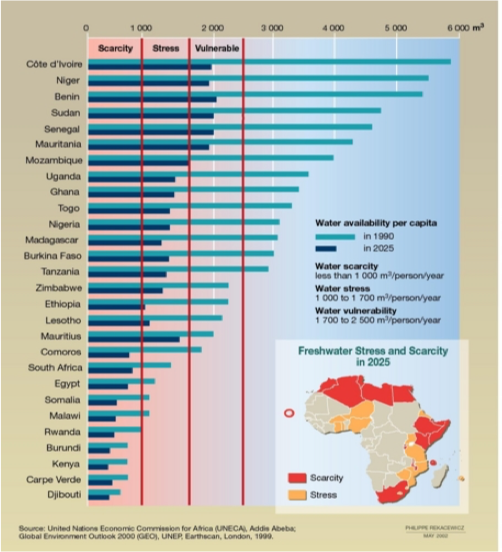 0 1 000 2 000 3 000 4 000 5 000 6 000 m³
Scarcity Stress Vulnerable
Côte d'Ivoire
Niger
Benin
Sudan
Senegal
Mauritania
Mozambique
Uganda
Ghana
Togo
Nigeria
Madagascar
Burkina Faso
Tanzania
Zimbabwe
Ethiopia
Lesotho
Mauritius
Comoros
South Africa
Egypt
Somalia
Malawi
Rwanda
Burundi
Kenya
Carpe Verde
Djibouti
Water availability per capita
in 1990
in 2025
Water scarcity
less than 1 000 m³/person/year
Water stress
1 000 to 1 700 m³/person/year
Water vulnerability
1 700 to 2 500 m³/person/year
Freshwater Stress and Scarcity
in 2025
Scarcity
Stress
Source: United Nations Economic Commission for Africa (UNECA), Addis Abeba;
Global Environment Outlook 2000 (GEO), UNEP, Earthscan, London, 1999.
PHILIPPE REKACEWICZ
MAY 2002